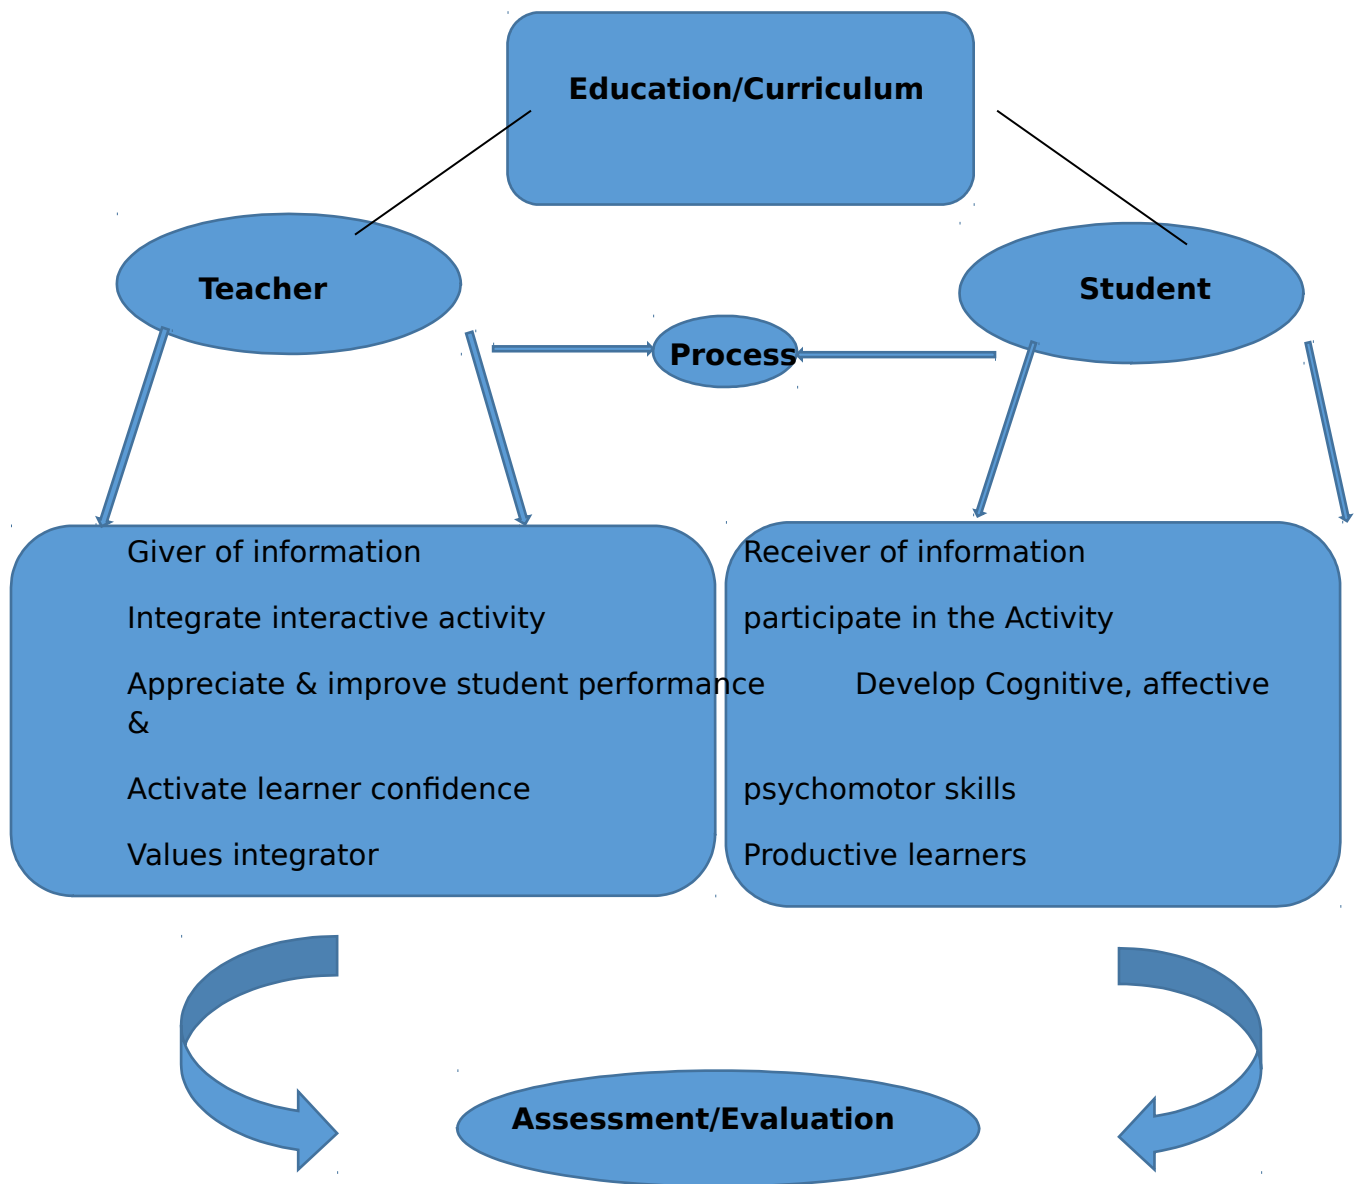 Education/Curriculum
Teacher
Student
Process
Giver of information
Receiver of information
Integrate interactive activity
participate in the Activity
Appreciate & improve student performance
Develop Cognitive, affective
&
Activate learner confidence
psychomotor skills
Values integrator
Productive learners
Assessment/Evaluation